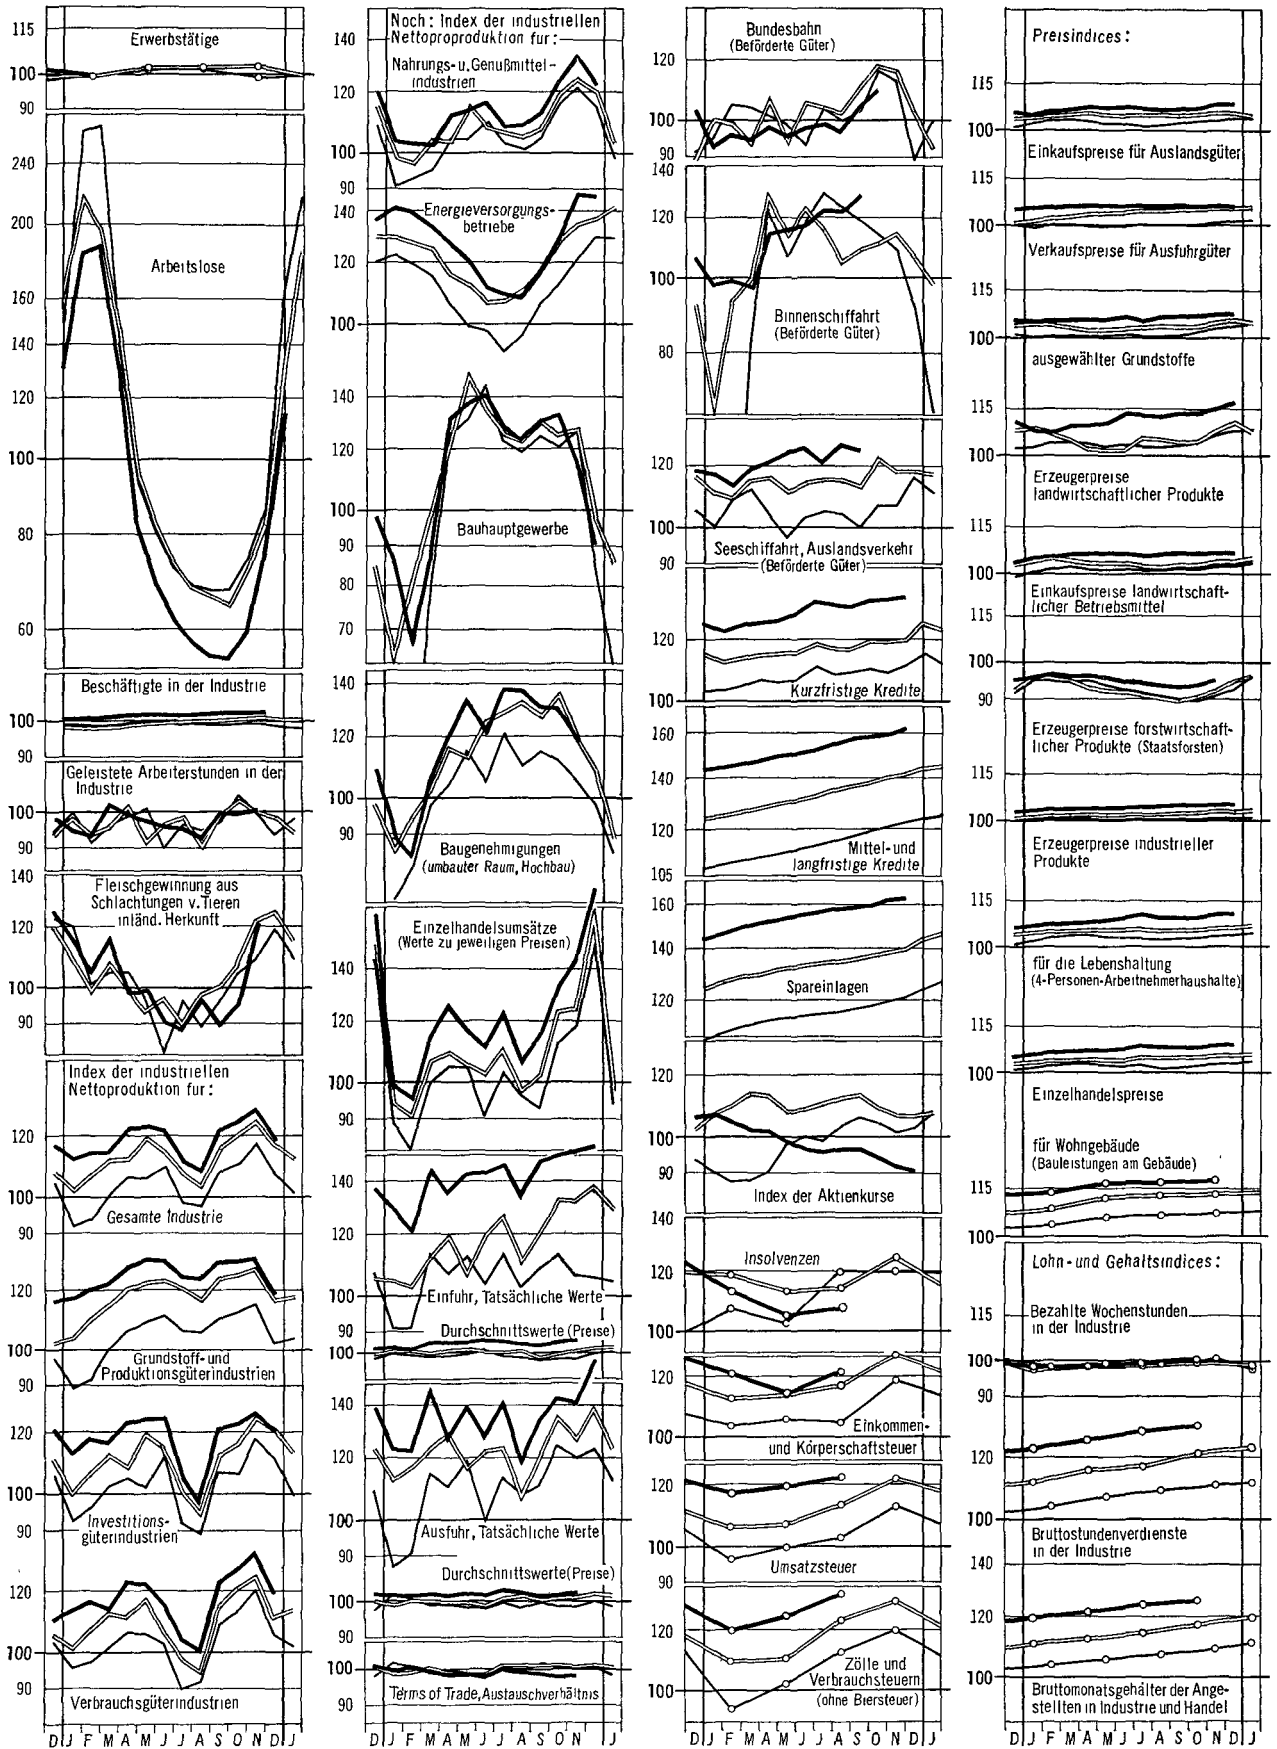 115
Erwerbstätige
100
90
240
200
Arbeitslose
160
140
120
100
80
60
Beschäftigte in der Industrie
100
90
Geleistete Arbeiterstunden in der
Industrie
100
90
140
Fleischgewinnung aus
Schlachtungen v. Tieren
inländ. Herkunft
120
100
90
Index der industriellen
Nettoproduktion fur:
120
100
Gesamte Industrie
90
120
100
Grundstoff- und
Produktionsgüterindustrien
90
120
100
Investitions-
güterindustrien
90
120
100
90
Verbrauchsgüterindustrien
D J F M A M J J A S O N D J
Noch: Index der industriellen
Nettoproproduktion fur:
140
Nahrungs- u. Genußmittel-
industrien
120
100
90
140
Energieversorgungs-
betriebe
120
100
140
120
100
Bauhauptgewerbe
90
80
70
140
120
100
90
Baugenehmigungen
(umbauter Raum, Hochbau)
Einzelhandelsumsätze
(Werte zu jeweiligen Preisen)
140
120
100
90
140
120
100
Einfuhr, Tatsächliche Werte
90
Durchschnittswerte (Preise)
100
140
120
100
Ausfuhr, Tatsächliche Werte
90
Durchschnittswerte (Preise)
100
90
100
Terms of Trade, Austauschverhältnis
90
D J F M A M J J A S O N D J
Bundesbahn
(Beförderte Güter)
120
100
90
140
120
100
Binnenschiffahrt
(Beförderte Güter)
80
120
100
Seeschiffahrt, Auslandsverkehr
(Beförderte Güter)
90
120
Kurzfristige Kredite
100
160
140
120
Mittel- und
langfristige Kredite
105
160
140
Spareinlagen
120
120
100
90
Index der Aktienkurse
140
Insolvenzen
120
100
120
Einkommen-
100
und Körperschaftsteuer
120
100
Umsatzsteuer
90
120
Zölle und
Verbrauchsteuern
(ohne Biersteuer)
100
D J F M A M J J A S O N D J
Preisindices:
115
100
Einkaufspreise für Auslandsgüter
115
100
Verkaufspreise für Ausfuhrgüter
115
100
ausgewählter Grundstoffe
115
100
Erzeugerpreise
landwirtschaftlicher Produkte
115
100
Einkaufspreise landwirtschaft-
licher Betriebsmittel
115
100
90
Erzeugerpreise forstwirtschaft-
licher Produkte (Staatsforsten)
115
100
Erzeugerpreise industrieller
Produkte
115
100
für die Lebenshaltung
(4-Personen-Arbeitnehmerhaushalte)
115
100
Einzelhandelspreise
für Wohngebäude
(Bauleistungen am Gebäude)
115
100
Lohn- und Gehaltsindices:
Bezahlte Wochenstunden
in der Industrie
115
100
90
120
100
Bruttostundenverdienste
in der Industrie
140
120
100
Bruttomonatsgehälter der Ange-
stellten in Industrie und Handel
D J F M A M J J A S O N D J